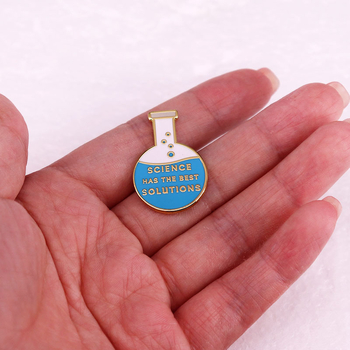 SCIENCE
HAS THE BEST
SOLUTIONS